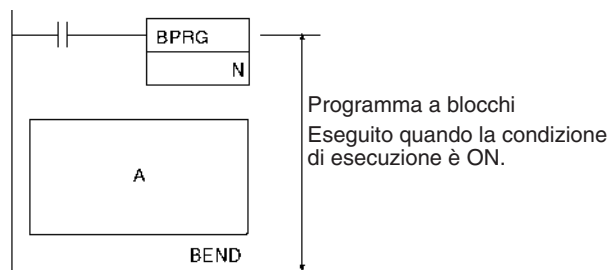 BPRG
N
Programma a blocchi
Eseguito quando la condizione
di esecuzione è ON.
A
BEND